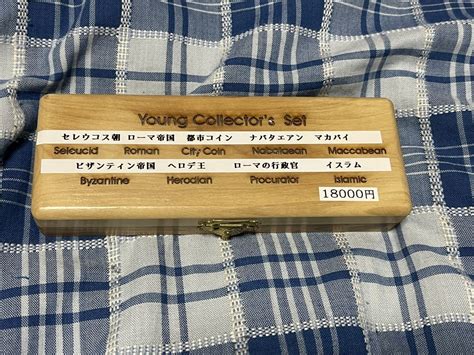 Young Collector's Set
セレウコス朝 ローマ帝国 都市コイン ナバタエアン マカバイ
Seleucid Roman City Coin Nabataean Maccabean
ビザンティン帝国 ヘロデ王 ローマの行政官 イスラム
Byzantine Herodian Procurator Islamic
18000円